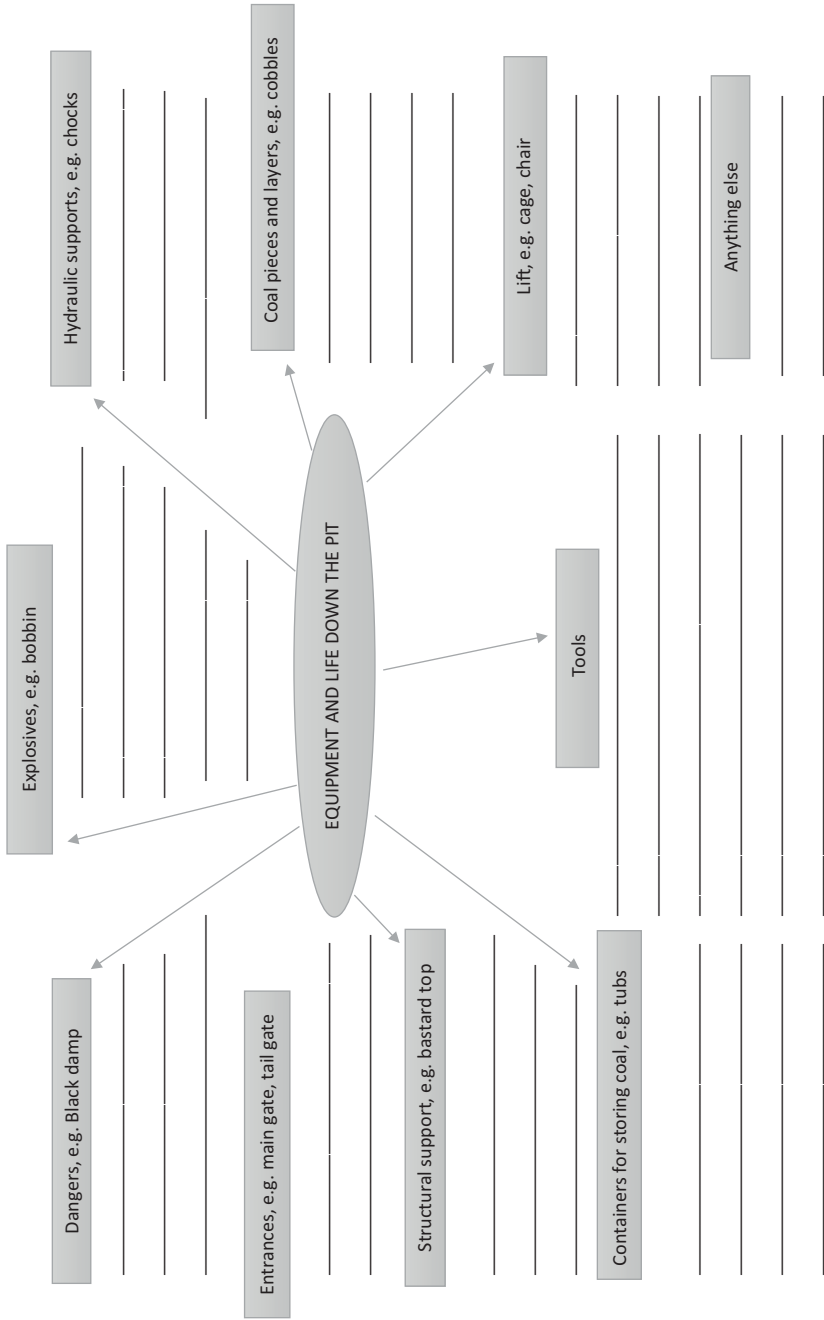 Explosives, e.g. bobbin
Dangers, e.g. Black damp
Hydraulic supports, e.g. chocks
Entrances, e.g. main gate, tail gate
Coal pieces and layers, e.g. cobbles
EQUIPMENT AND LIFE DOWN THE PIT
Structural support, e.g. bastard top
Lift, e.g. cage, chair
Tools
Containers for storing coal, e.g. tubs
Anything else